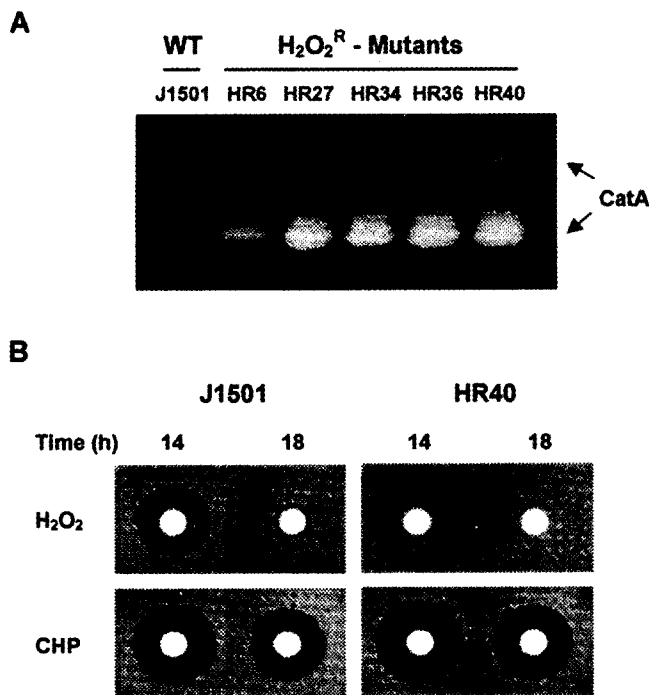 A
WT H₂O₂ᴿ - Mutants
J1501 HR6 HR27 HR34 HR36 HR40
CatA
B
J1501 HR40
Time (h) 14 18 14 18
H₂O₂
CHP